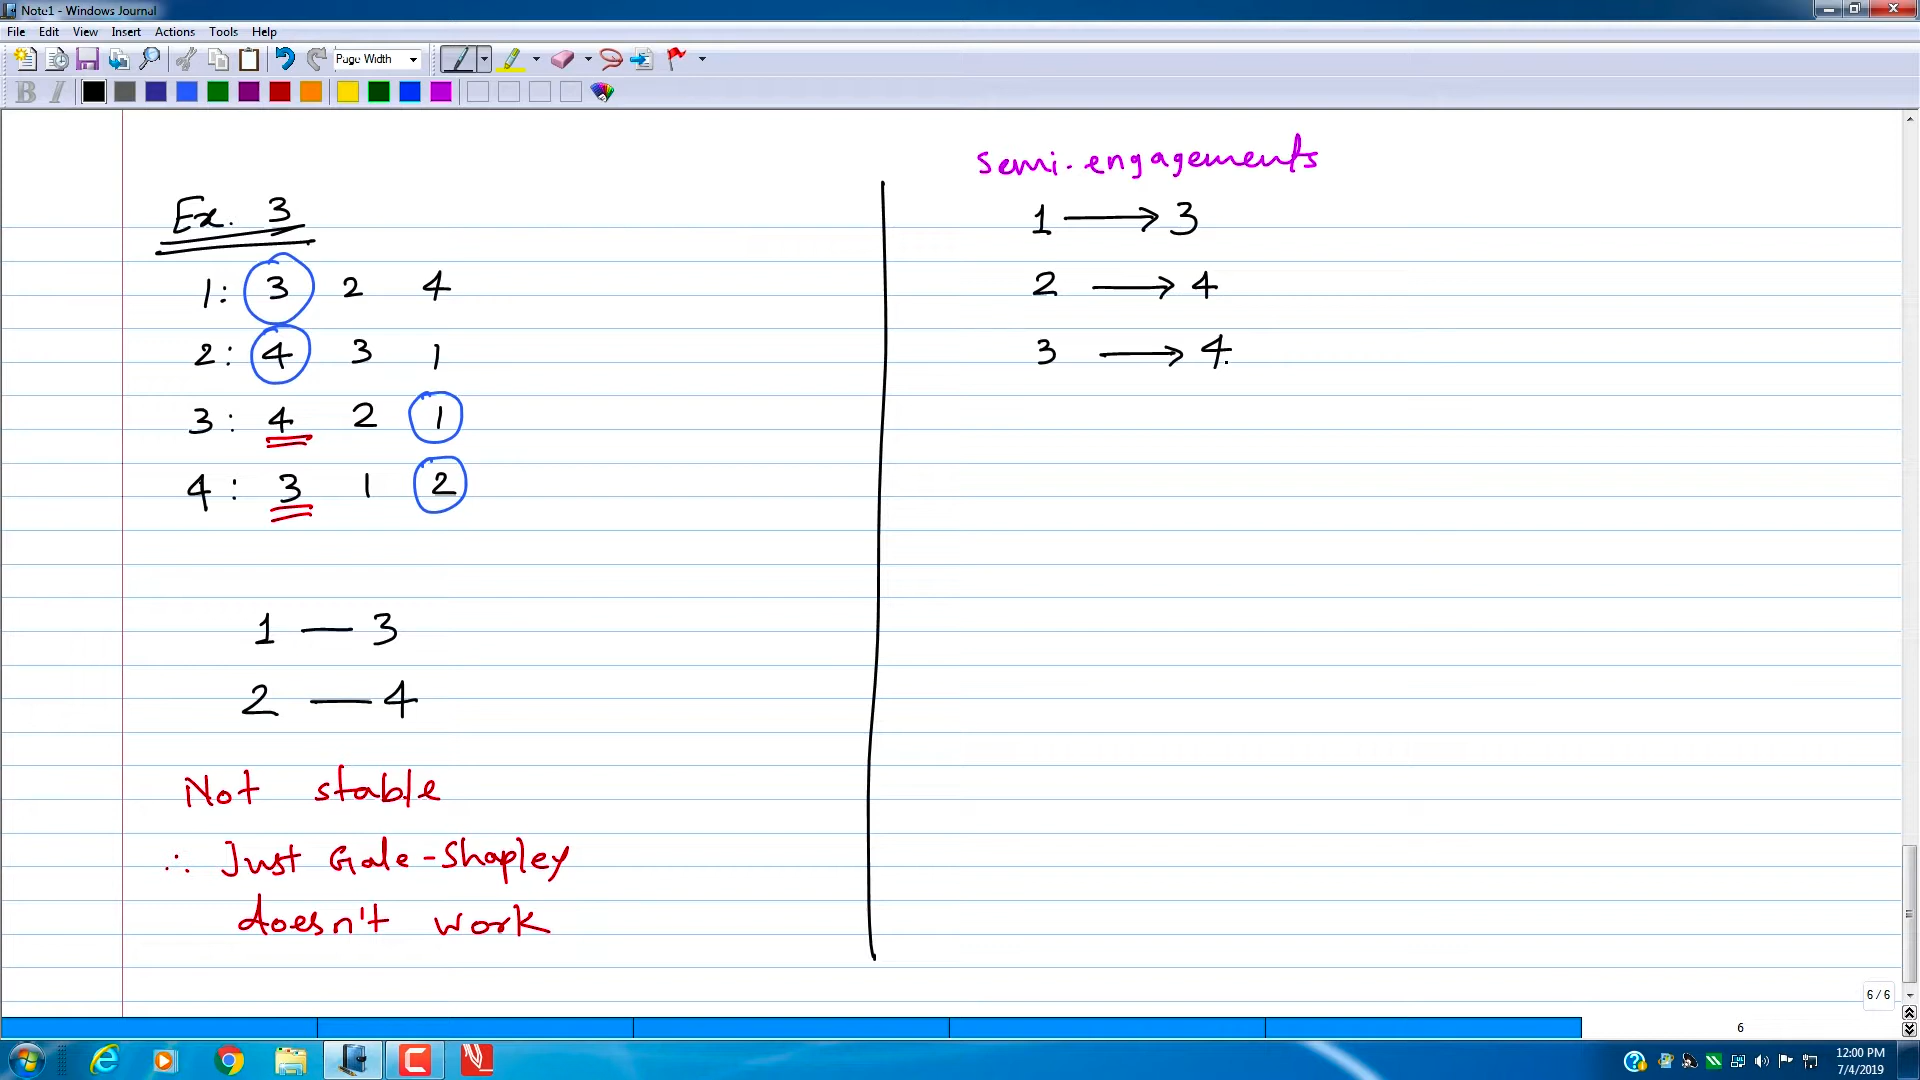 Note1 - Windows Journal
File Edit View Insert Actions Tools Help
Page Width
B I
Ex. 3
1: 3 2 4
2: 4 3 1
3: 4 2 1
4: 3 1 2
1 — 3
2 — 4
Not stable
∴ Just Gale-Shapley
doesn't work
Semi-engagements
1 → 3
2 → 4
3 → 4
6 / 6
6
12:00 PM
7/4/2019